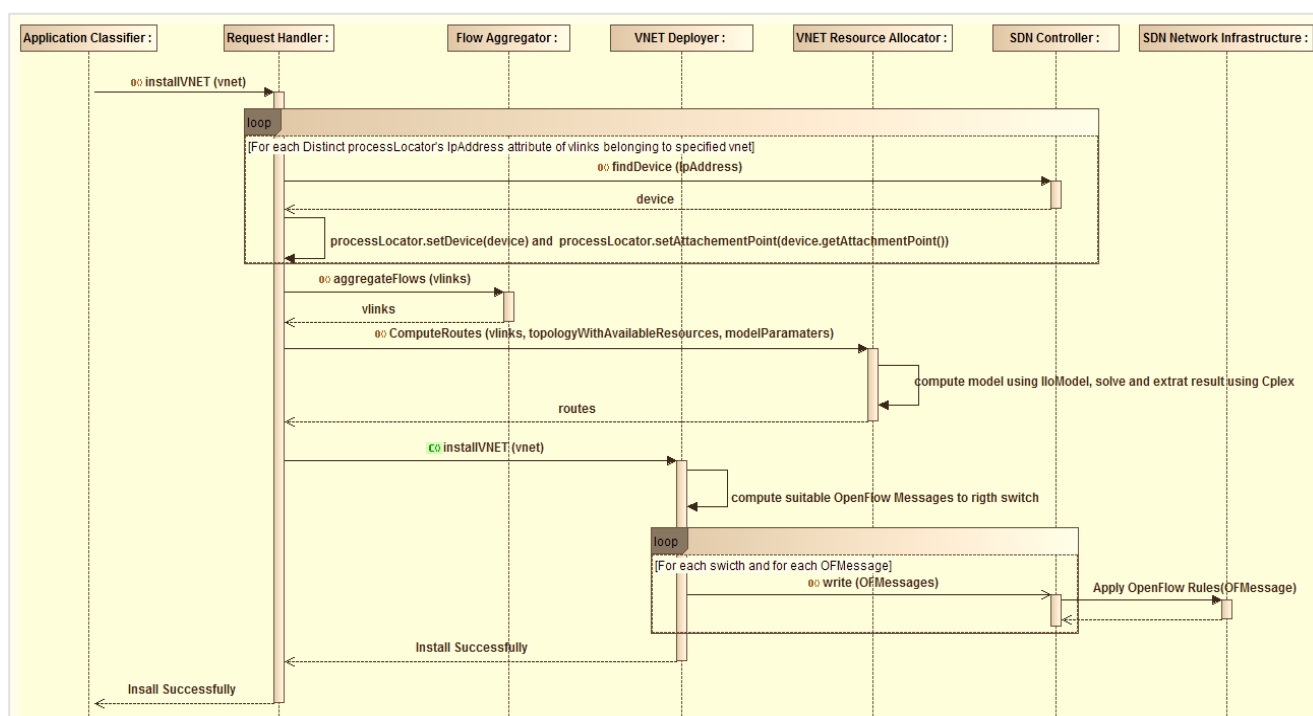 Application Classifier :
Request Handler :
Flow Aggregator :
VNET Deployer :
VNET Resource Allocator :
SDN Controller :
SDN Network Infrastructure :
installVNET (vnet)
loop
[For each Distinct processLocator's IpAddress attribute of vlinks belonging to specified vnet]
findDevice (IpAddress)
device
processLocator.setDevice(device) and processLocator.setAttachementPoint(device.getAttachmentPoint())
aggregateFlows (vlinks)
vlinks
ComputeRoutes (vlinks, topologyWithAvailableResources, modelParamaters)
compute model using IloModel, solve and extrat result using Cplex
routes
installVNET (vnet)
compute suitable OpenFlow Messages to rigth switch
loop
[For each swicth and for each OFMessage]
write (OFMessages)
Apply OpenFlow Rules(OFMessage)
Install Successfully
Insall Successfully